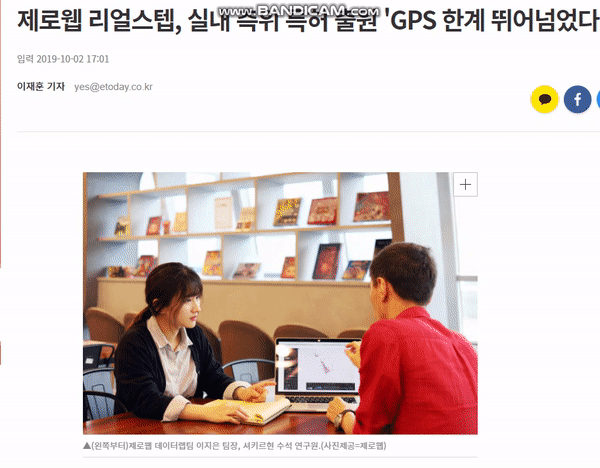 제로웹 리얼스텝, 실내 측위 특허 출원 'GPS 한계 뛰어넘었다
www.BANDICAM.com
입력 2019-10-02 17:01
이재훈 기자 yes@etoday.co.kr
▲(왼쪽부터)제로웹 데이터랩팀 이지은 팀장, 셔키르현 수석 연구원.(사진제공=제로웹)